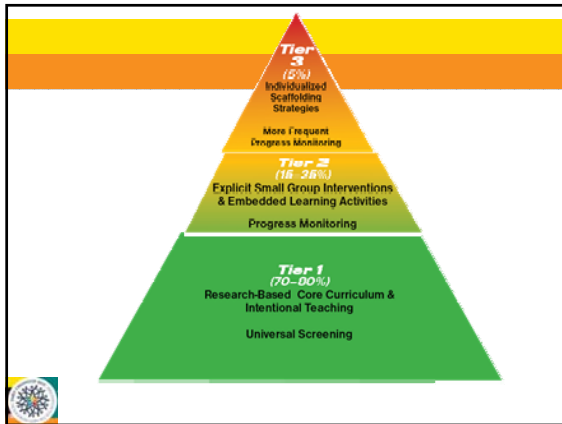 Tier
3
(5%)
Individualized
Scaffolding
Strategies
More Frequent
Progress Monitoring
Tier 2
Explicit Small Group Interventions
& Embedded Learning Activities
Progress Monitoring
Tier 1
Research-Based Core Curriculum &
Intentional Teaching
Universal Screening